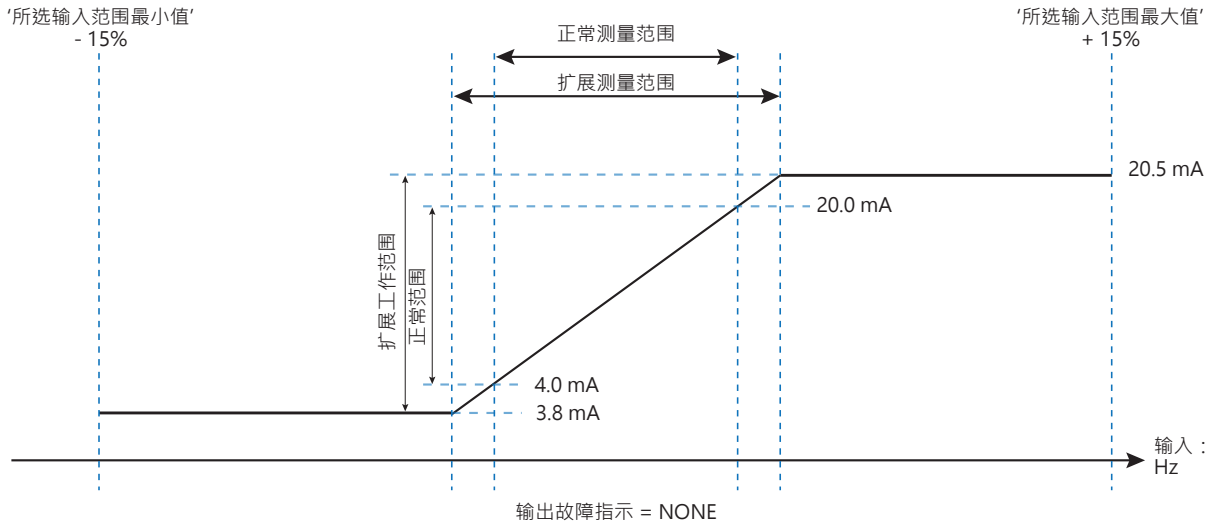 ‘所选输入范围最小值’
- 15%
‘所选输入范围最大值’
+ 15%
正常测量范围
扩展测量范围
20.5 mA
20.0 mA
扩展工作范围
正常范围
4.0 mA
3.8 mA
输入：
Hz
输出故障指示 = NONE